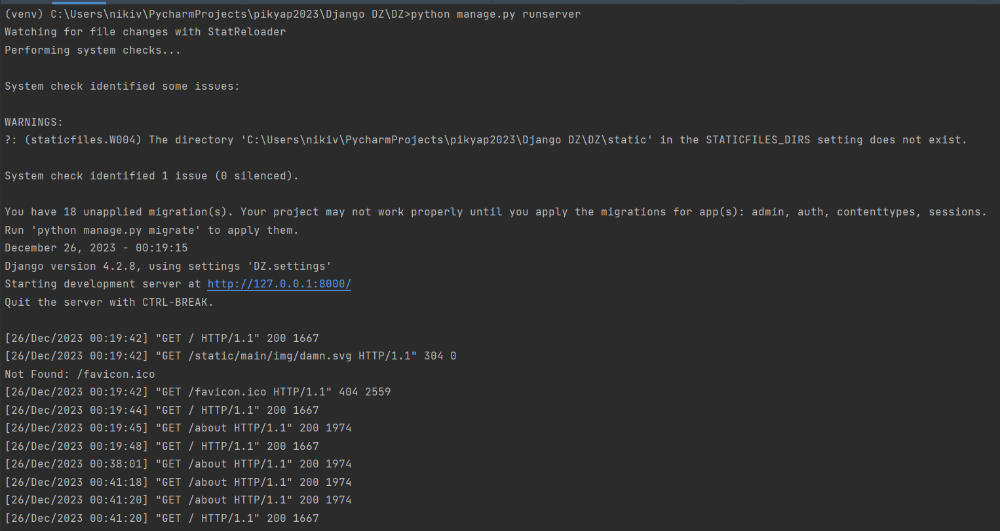 (venv) C:\Users\nikiv\PycharmProjects\pikyap2023\Django DZ\DZ>python manage.py runserver
Watching for file changes with StatReloader
Performing system checks...
System check identified some issues:
WARNINGS:
?: (staticfiles.W004) The directory 'C:\Users\nikiv\PycharmProjects\pikyap2023\Django DZ\DZ\static' in the STATICFILES_DIRS setting does not exist.
System check identified 1 issue (0 silenced).
You have 18 unapplied migration(s). Your project may not work properly until you apply the migrations for app(s): admin, auth, contenttypes, sessions.
Run 'python manage.py migrate' to apply them.
December 26, 2023 - 00:19:15
Django version 4.2.8, using settings 'DZ.settings'
Starting development server at http://127.0.0.1:8000/
Quit the server with CTRL-BREAK.
[26/Dec/2023 00:19:42] "GET / HTTP/1.1" 200 1667
[26/Dec/2023 00:19:42] "GET /static/main/img/damn.svg HTTP/1.1" 304 0
Not Found: /favicon.ico
[26/Dec/2023 00:19:42] "GET /favicon.ico HTTP/1.1" 404 2559
[26/Dec/2023 00:19:44] "GET / HTTP/1.1" 200 1667
[26/Dec/2023 00:19:45] "GET /about HTTP/1.1" 200 1974
[26/Dec/2023 00:19:48] "GET / HTTP/1.1" 200 1667
[26/Dec/2023 00:38:01] "GET /about HTTP/1.1" 200 1974
[26/Dec/2023 00:41:18] "GET /about HTTP/1.1" 200 1974
[26/Dec/2023 00:41:20] "GET /about HTTP/1.1" 200 1974
[26/Dec/2023 00:41:20] "GET / HTTP/1.1" 200 1667